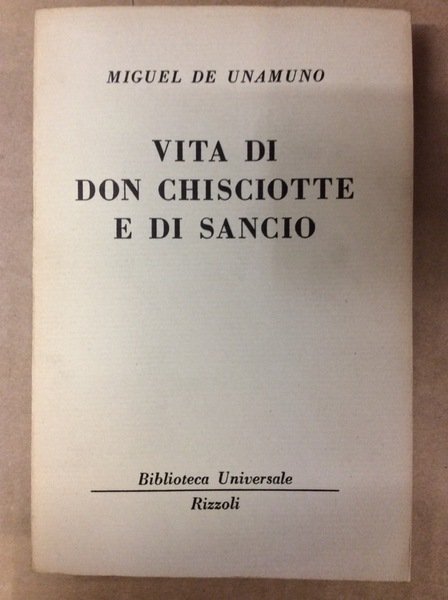 MIGUEL DE UNAMUNO
VITA DI
DON CHISCIOTTE
E DI SANCIO
Biblioteca Universale
Rizzoli